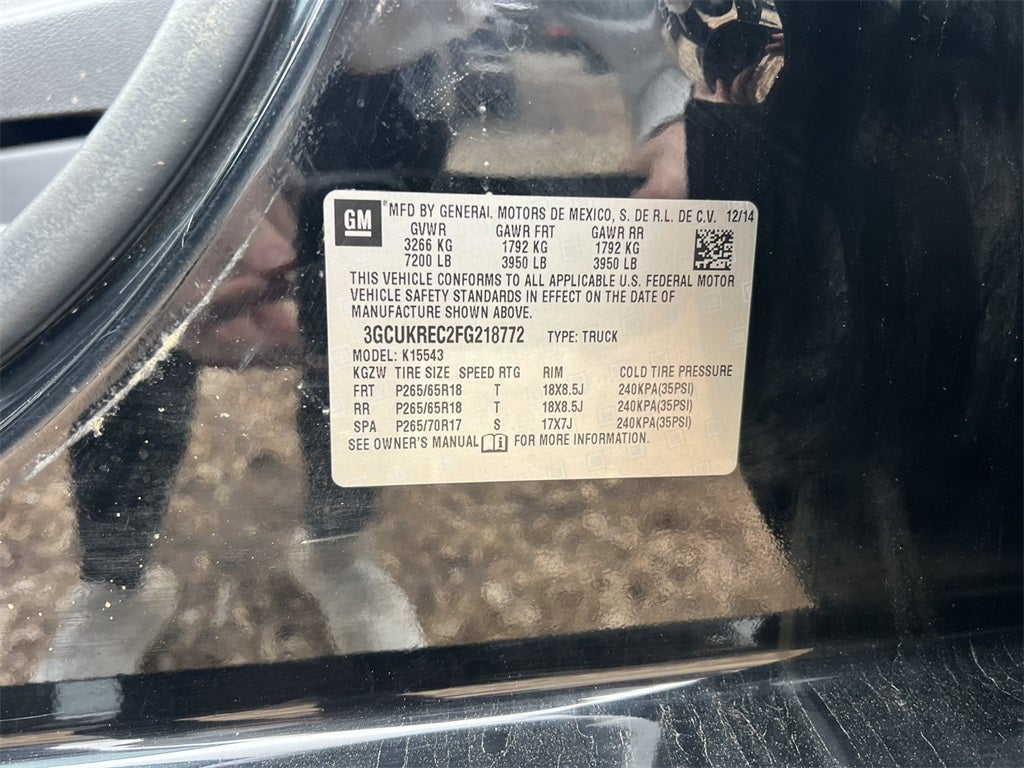 GM
*MFD BY GENERAL MOTORS DE MEXICO, S. DE R.L. DE C.V. 12/14
GVWR GAWR FRT GAWR RR
3266 KG 1792 KG 1792 KG
7200 LB 3950 LB 3950 LB
THIS VEHICLE CONFORMS TO ALL APPLICABLE U.S. FEDERAL MOTOR
VEHICLE SAFETY STANDARDS IN EFFECT ON THE DATE OF
MANUFACTURE SHOWN ABOVE.
3GCUKREC2FG218772 TYPE: TRUCK
MODEL: K15543
KGZW TIRE SIZE SPEED RTG RIM COLD TIRE PRESSURE
FRT P265/65R18 T 18X8.5J 240KPA(35PSI)
RR P265/65R18 T 18X8.5J 240KPA(35PSI)
SPA P265/70R17 S 17X7J 240KPA(35PSI)
SEE OWNER'S MANUAL i FOR MORE INFORMATION.